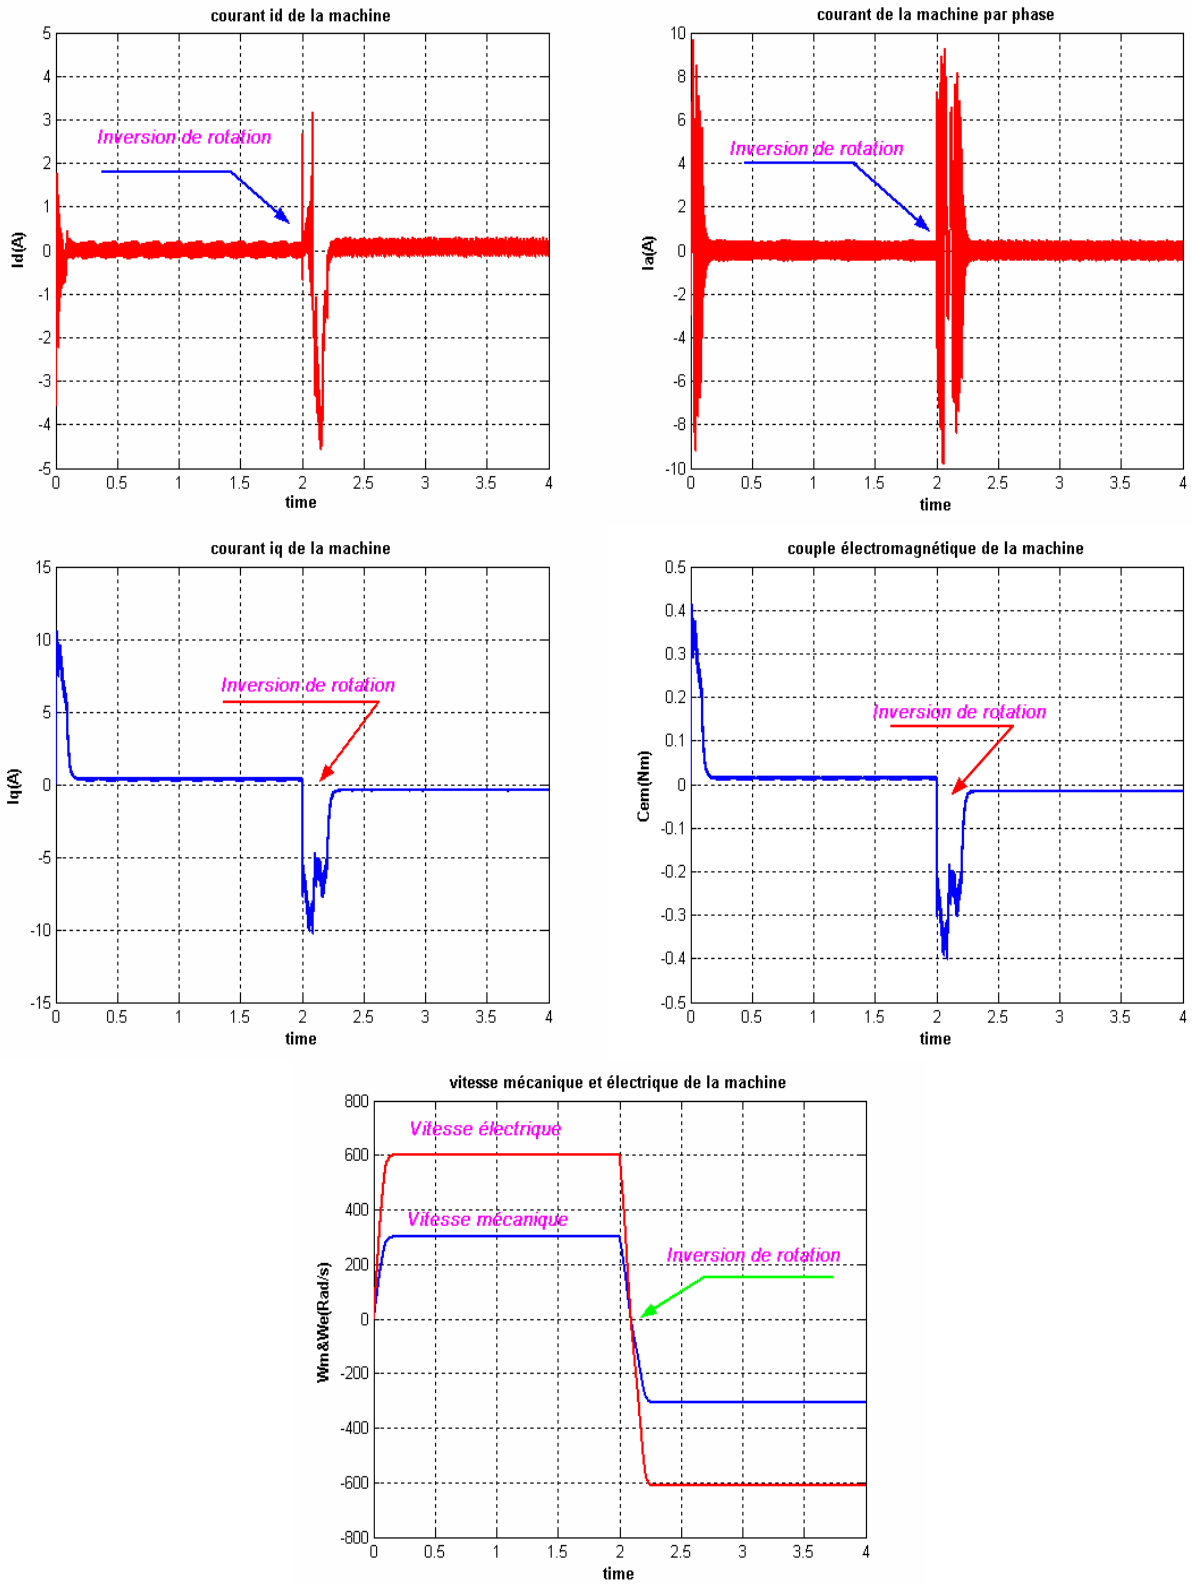 courant id de la machine
5
4
3
2
1
0
-1
-2
-3
-4
-5
Id(A)
Inversion de rotation
0 0.5 1 1.5 2 2.5 3 3.5 4
time
courant de la machine par phase
10
8
6
4
2
0
-2
-4
-6
-8
-10
Ia(A)
Inversion de rotation
0 0.5 1 1.5 2 2.5 3 3.5 4
time
courant iq de la machine
15
10
5
0
-5
-10
-15
Iq(A)
Inversion de rotation
0 0.5 1 1.5 2 2.5 3 3.5 4
time
couple électromagnétique de la machine
0.5
0.4
0.3
0.2
0.1
0
-0.1
-0.2
-0.3
-0.4
-0.5
Cem(Nm)
Inversion de rotation
0 0.5 1 1.5 2 2.5 3 3.5 4
time
vitesse mécanique et électrique de la machine
800
600
400
200
0
-200
-400
-600
-800
Wm&We(Rad/s)
Vitesse électrique
Vitesse mécanique
Inversion de rotation
0 0.5 1 1.5 2 2.5 3 3.5 4
time